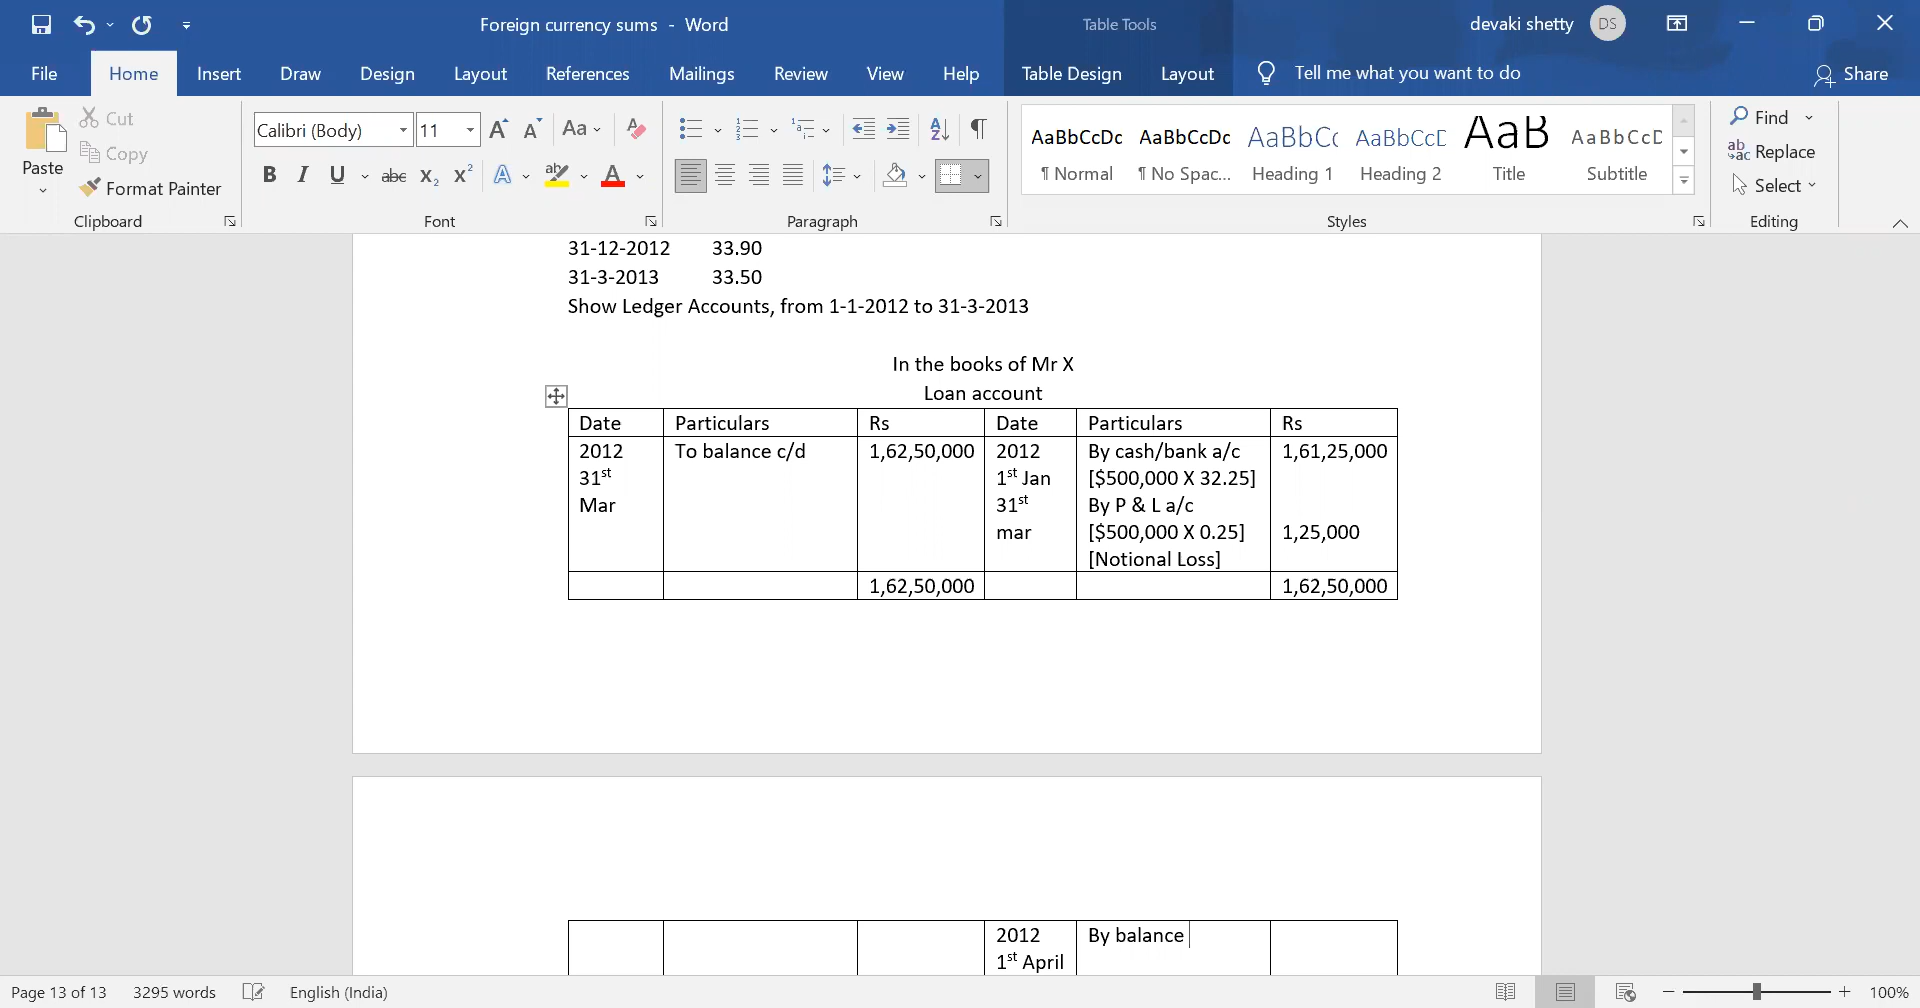 Foreign currency sums - Word
Table Tools
devaki shetty
DS
File Home Insert Draw Design Layout References Mailings Review View Help Table Design Layout Tell me what you want to do Share
Paste
Cut
Copy
Format Painter
Clipboard
Calibri (Body) 11 A A Aa
B I U abc X2 X2 A ab A
Font
Paragraph
AaBbCcDc AaBbCcDc AaBbCc AaBbCcD AaB AaBbCcD
¶ Normal ¶ No Spac... Heading 1 Heading 2 Title Subtitle
Styles
Find
Replace
Select
Editing
31-12-2012 33.90
31-3-2013 33.50
Show Ledger Accounts, from 1-1-2012 to 31-3-2013
In the books of Mr X
Loan account
Date Particulars Rs Date Particulars Rs
2012 To balance c/d 1,62,50,000 2012 By cash/bank a/c 1,61,25,000
31st 1st Jan [$500,000 X 32.25]
Mar 31st By P & L a/c
mar [$500,000 X 0.25] 1,25,000
[Notional Loss]
1,62,50,000 1,62,50,000
2012 By balance
1st April
Page 13 of 13 3295 words English (India) 100%